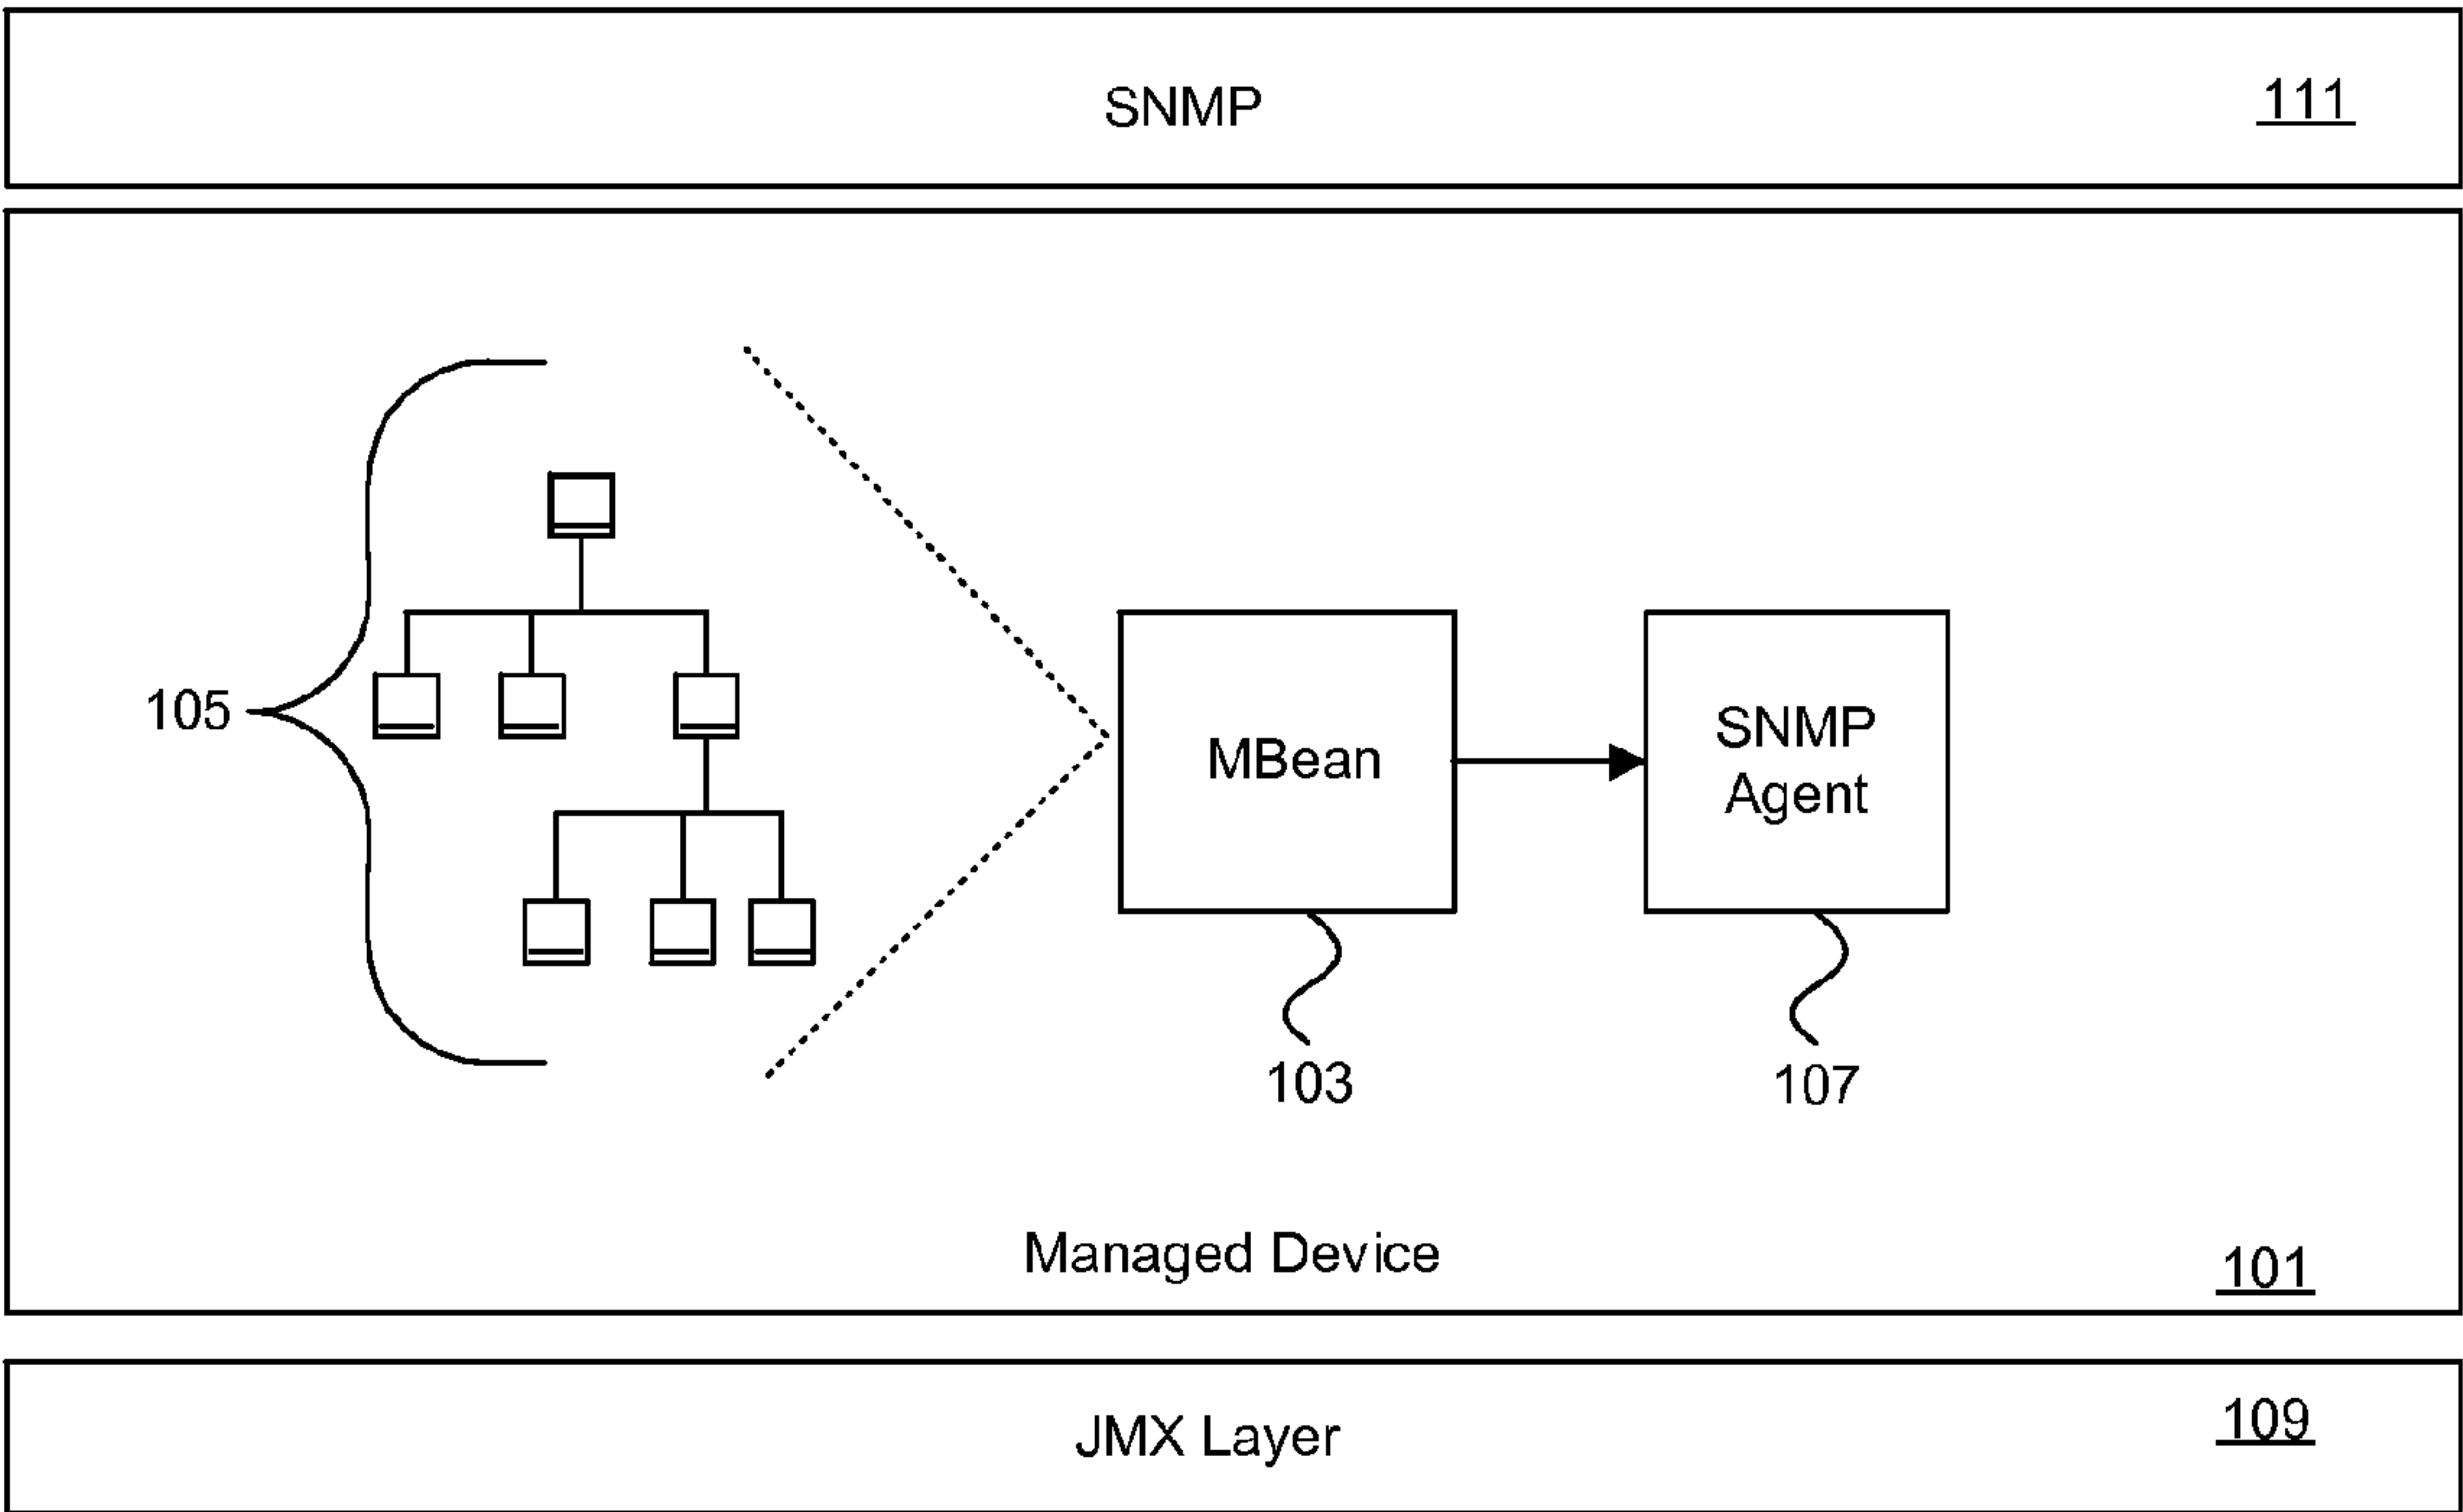 SNMP
111
105
MBean
SNMP
Agent
103
107
Managed Device
101
JMX Layer
109